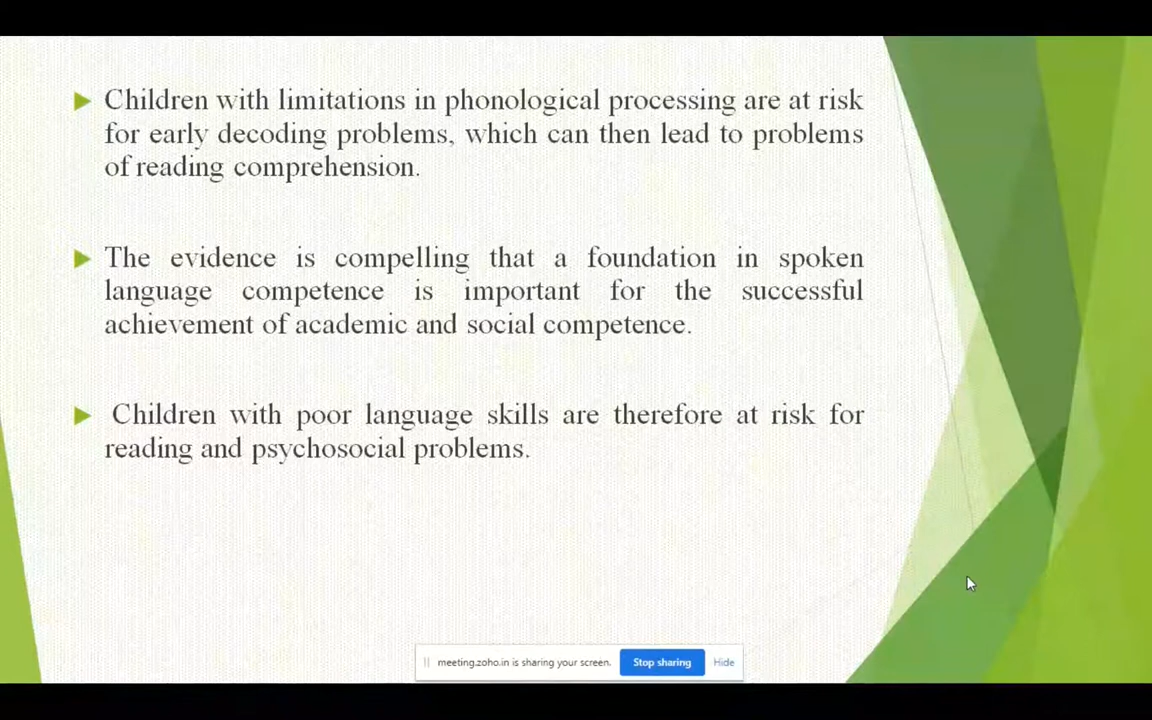 Children with limitations in phonological processing are at risk
for early decoding problems, which can then lead to problems
of reading comprehension.
The evidence is compelling that a foundation in spoken
language competence is important for the successful
achievement of academic and social competence.
Children with poor language skills are therefore at risk for
reading and psychosocial problems.
meeting.zoho.in is sharing your screen. Stop sharing Hide